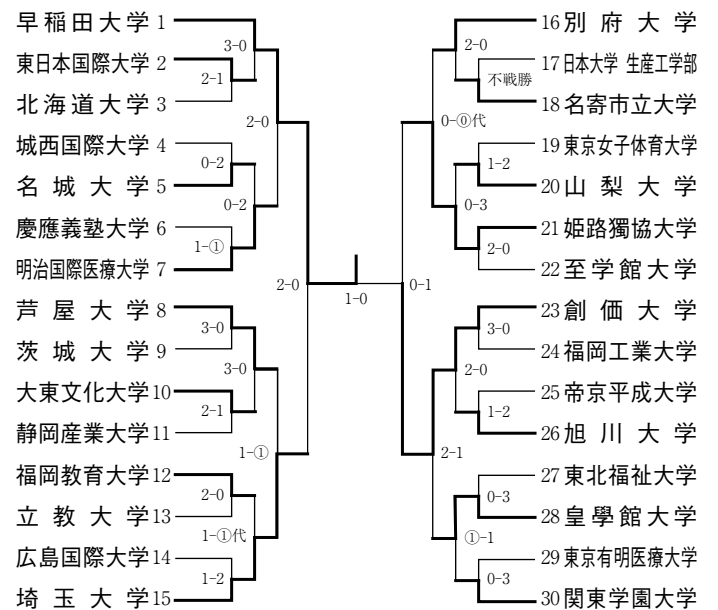 早稲田大学 1
東日本国際大学 2
北海道大学 3
城西国際大学 4
名城大学 5
慶應義塾大学 6
明治国際医療大学 7
芦屋大学 8
茨城大学 9
大東文化大学 10
静岡産業大学 11
福岡教育大学 12
立教大学 13
広島国際大学 14
埼玉大学 15
3-0
2-1
2-0
0-2
0-2
1-①
2-0
3-0
3-0
2-1
1-①
2-0
1-①代
1-2
1-0
16 別府大学
17 日本大学 生産工学部
18 名寄市立大学
19 東京女子体育大学
20 山梨大学
21 姫路獨協大学
22 至学館大学
23 創価大学
24 福岡工業大学
25 帝京平成大学
26 旭川大学
27 東北福祉大学
28 皇學館大学
29 東京有明医療大学
30 関東学園大学
2-0
不戦勝
0-⓪代
1-2
0-3
2-0
0-1
3-0
2-0
1-2
2-1
0-3
①-1
0-3